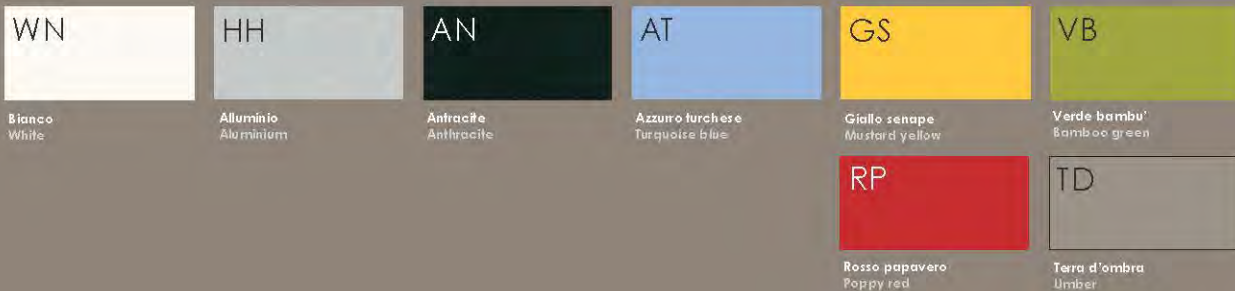 WN
Bianco
White
HH
Alluminio
Aluminium
AN
Antracite
Anthracite
AT
Azzurro turchese
Turquoise blue
GS
Giallo senape
Mustard yellow
VB
Verde bambu'
Bamboo green
RP
Rosso papavero
Poppy red
TD
Terra d'ombra
Umber